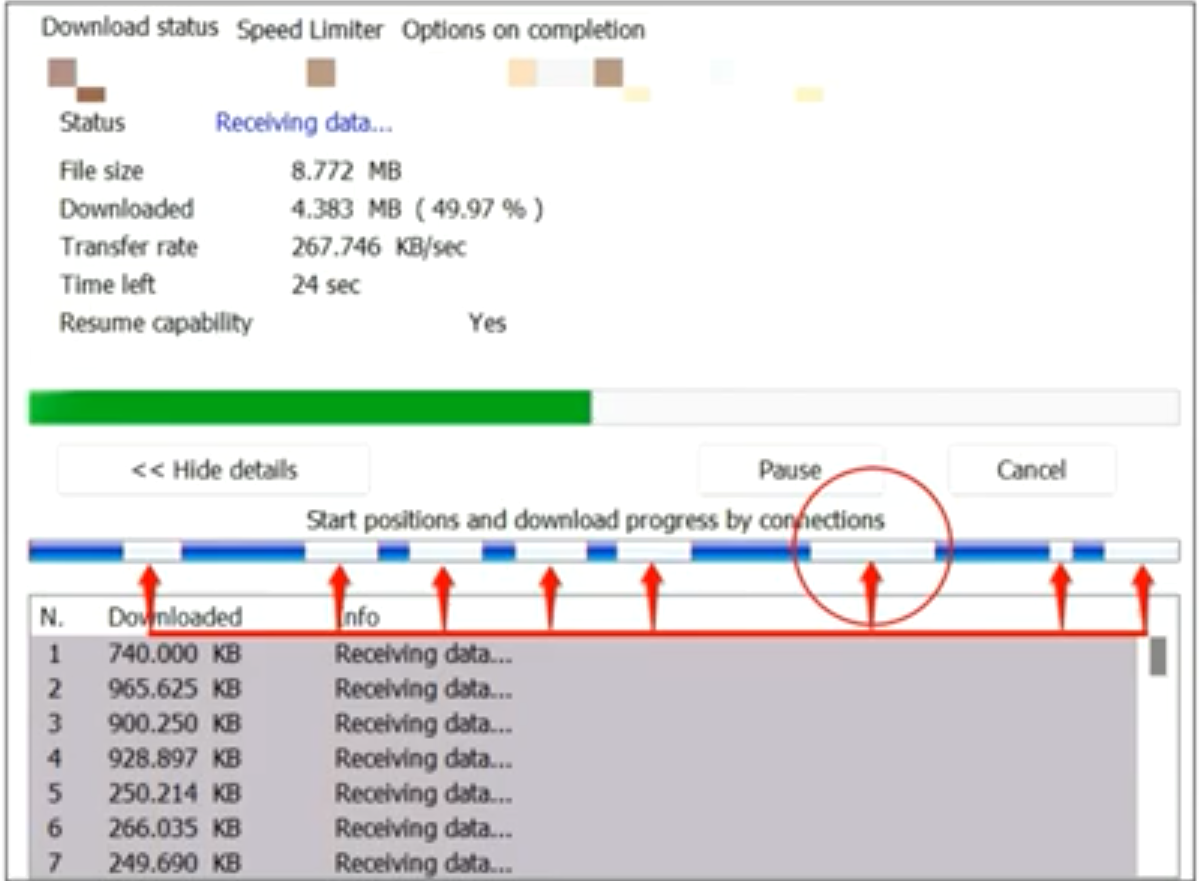 Download status Speed Limiter Options on completion
Status Receiving data...
File size 8.772 MB
Downloaded 4.383 MB ( 49.97 % )
Transfer rate 267.746 KB/sec
Time left 24 sec
Resume capability Yes
<< Hide details Pause Cancel
Start positions and download progress by connections
N. Downloaded Info
1 740.000 KB Receiving data...
2 965.625 KB Receiving data...
3 900.250 KB Receiving data...
4 928.897 KB Receiving data...
5 250.214 KB Receiving data...
6 266.035 KB Receiving data...
7 249.690 KB Receiving data...